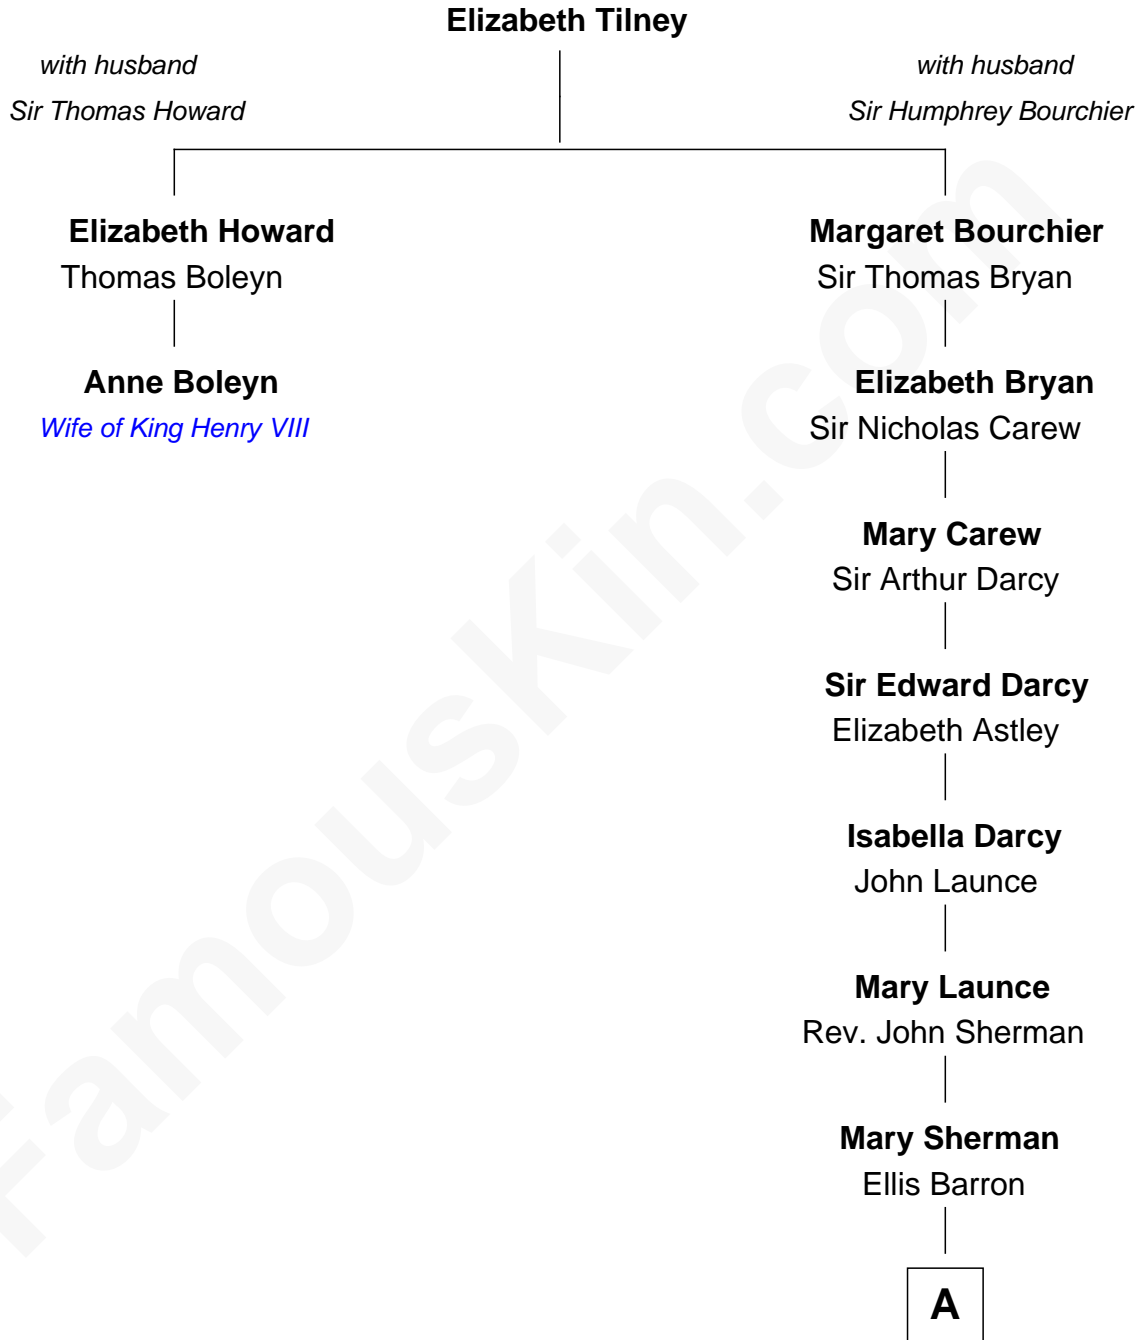 Elizabeth Tilney
with husband
Sir Thomas Howard
with husband
Sir Humphrey Bourchier
Elizabeth Howard
Thomas Boleyn
Anne Boleyn
Wife of King Henry VIII
Margaret Bourchier
Sir Thomas Bryan
Elizabeth Bryan
Sir Nicholas Carew
Mary Carew
Sir Arthur Darcy
Sir Edward Darcy
Elizabeth Astley
Isabella Darcy
John Launce
Mary Launce
Rev. John Sherman
Mary Sherman
Ellis Barron
A
FamousKin.com